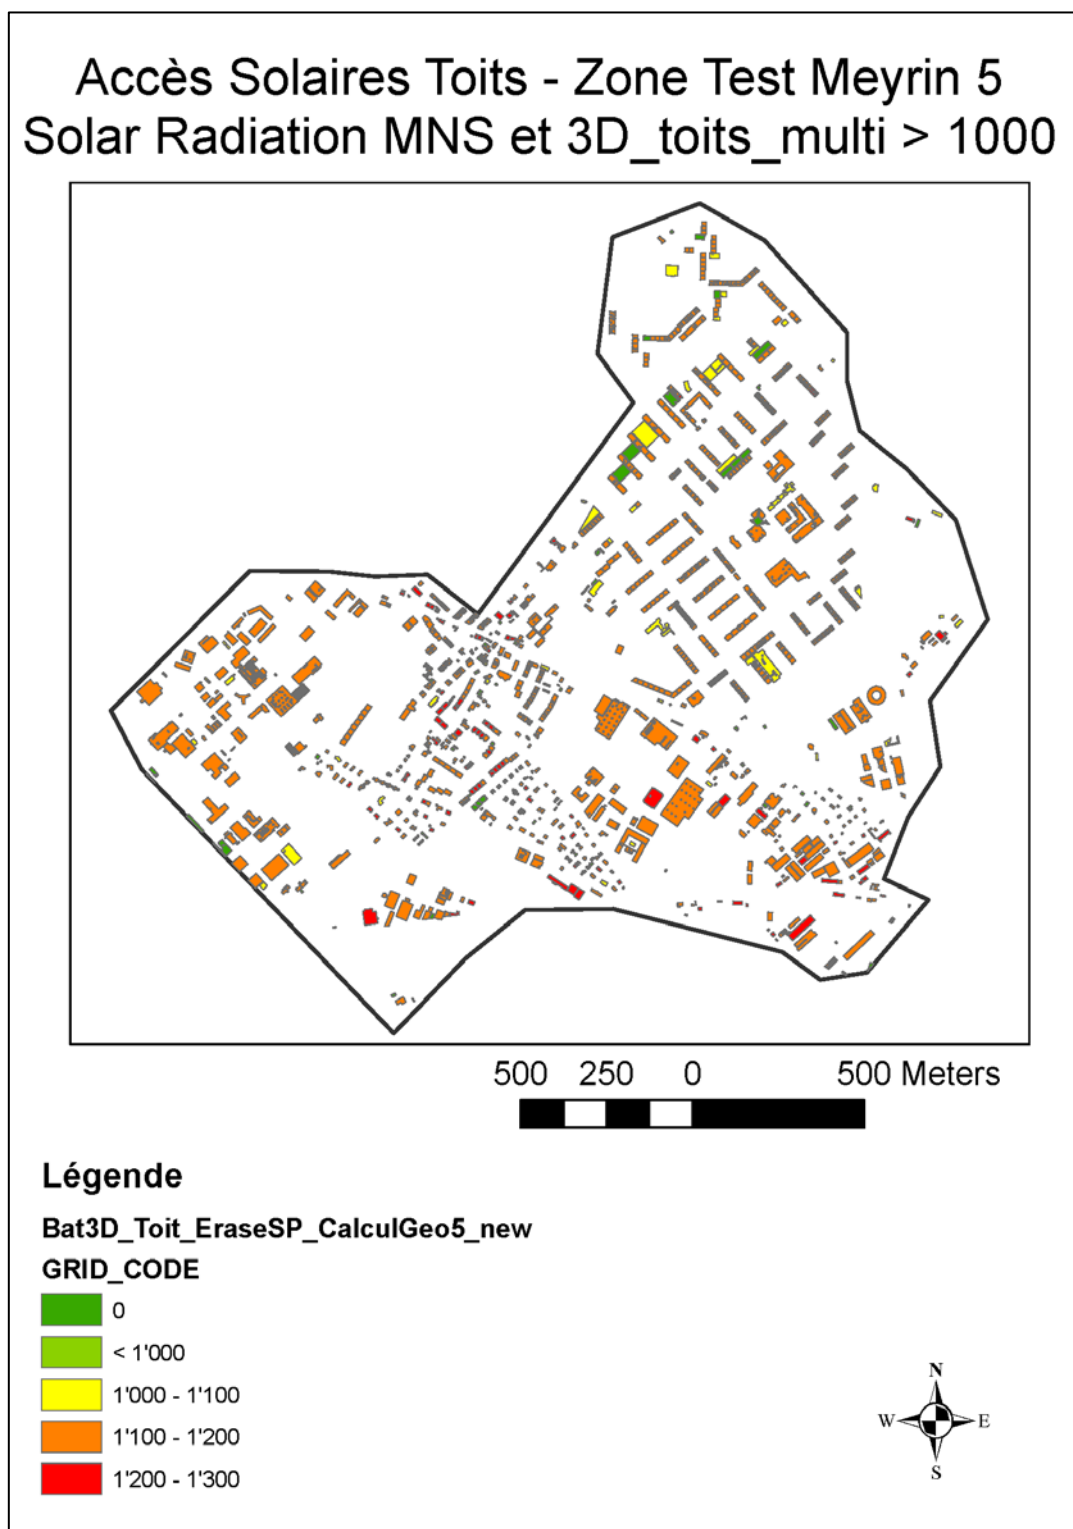 Accès Solaires Toits - Zone Test Meyrin 5
Solar Radiation MNS et 3D_toits_multi > 1000
500 250 0 500 Meters
Légende
Bat3D_Toit_EraseSP_CalculGeo5_new
GRID_CODE
0
< 1'000
1'000 - 1'100
1'100 - 1'200
1'200 - 1'300
N
W E
S